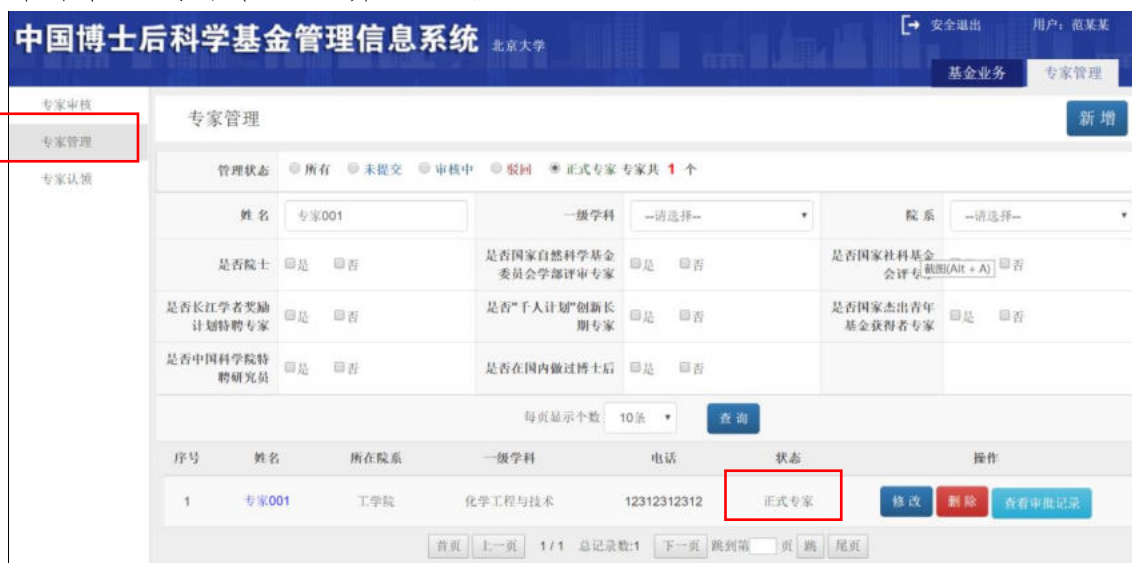 中国博士后科学基金管理信息系统 北京大学
安全退出 用户：范某某
基金业务 专家管理
专家审核
专家管理
专家认领
专家管理 新 增
管理状态 所有 未提交 审核中 驳回 正式专家 专家共 1 个
姓 名 专家001 一级学科 --请选择-- 院 系 --请选择--
是否院士 是 否 是否国家自然科学基金
委员会学部评审专家 是 否 是否国家社科基金
会评专 截图(Alt + A) 否
是否长江学者奖励
计划特聘专家 是 否 是否"千人计划"创新长
期专家 是 否 是否国家杰出青年
基金获得者专家 是 否
是否中国科学院特
聘研究员 是 否 是否在国内做过博士后 是 否
每页显示个数 10条 查 询
序号 姓名 所在院系 一级学科 电话 状态 操作
1 专家001 工学院 化学工程与技术 12312312312 正式专家 修 改 删 除 查看审批记录
首页 上一页 1/1 总记录数:1 下一页 跳到第 页 跳 尾页